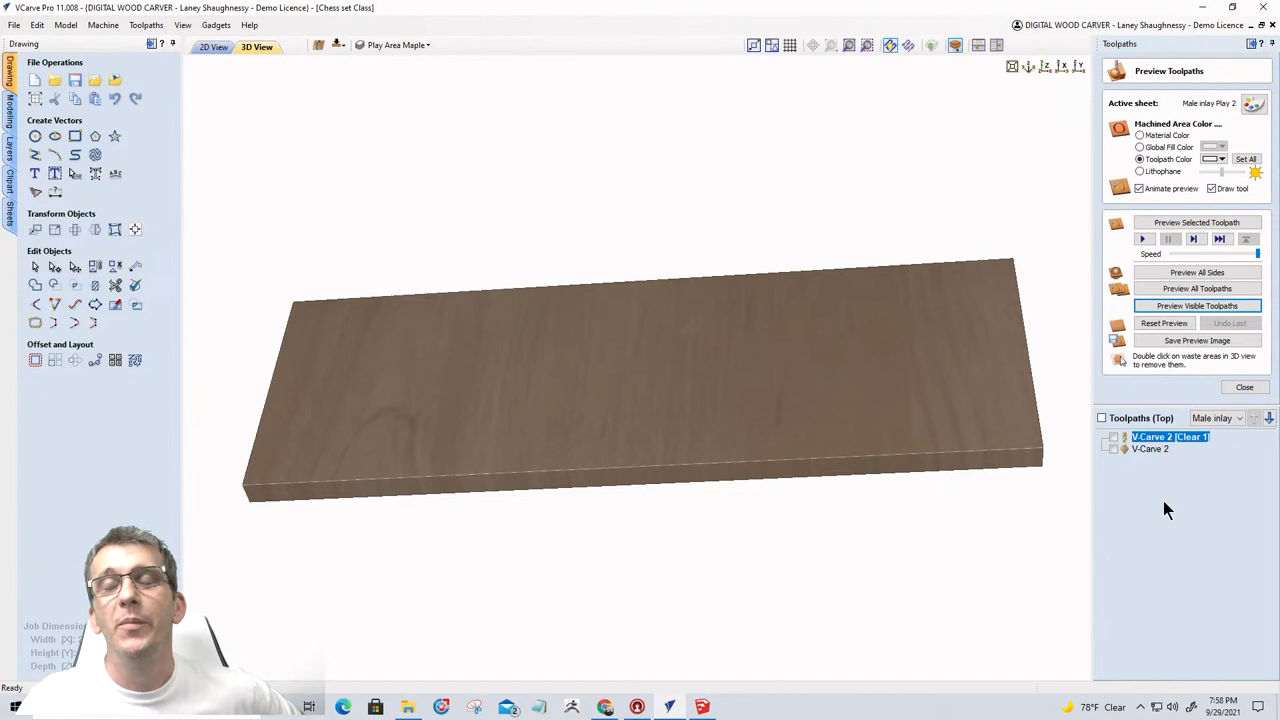 VCarve Pro 11.008 - {DIGITAL WOOD CARVER - Laney Shaughnessy - Demo Licence} - [Chess set Class]
File Edit Model Machine Toolpaths View Gadgets Help
DIGITAL WOOD CARVER - Laney Shaughnessy - Demo Licence
Drawing
2D View 3D View
Play Area Maple
Toolpaths
Drawing
Modeling
Layers
Clipart
Sheets
File Operations
Create Vectors
Transform Objects
Edit Objects
Offset and Layout
Job Dimensions
Width (X): 2
Height (Y):
Depth (Z)
Ready
Z
X
Y
Preview Toolpaths
Active sheet: Male inlay Play 2
Machined Area Color ....
Material Color
Global Fill Color
Toolpath Color Set All
Lithophane
Animate preview Draw tool
Preview Selected Toolpath
Speed
Preview All Sides
Preview All Toolpaths
Preview Visible Toolpaths
Reset Preview Undo Last
Save Preview Image
Double click on waste areas in 3D view
to remove them.
Close
Toolpaths (Top) Male inlay
V-Carve 2 [Clear 1]
V-Carve 2
78°F Clear
7:58 PM
9/29/2021